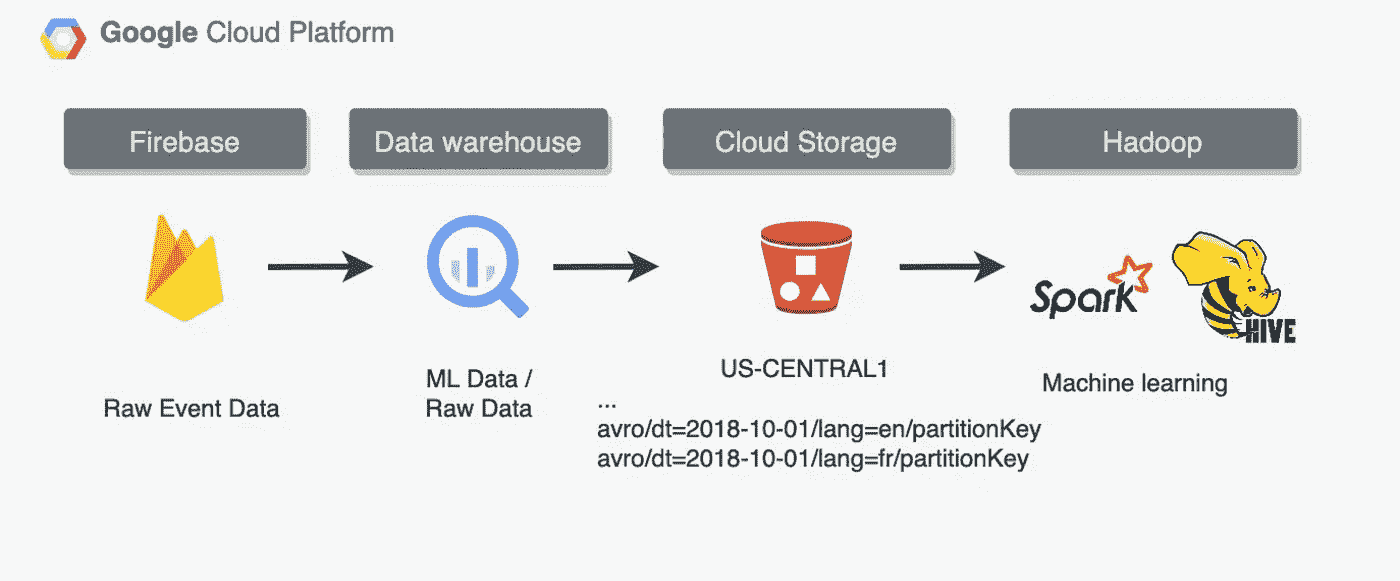 Google Cloud Platform
Firebase
Data warehouse
Cloud Storage
Hadoop
Spark
HIVE
Raw Event Data
ML Data /
Raw Data
US-CENTRAL1
...
avro/dt=2018-10-01/lang=en/partitionKey
avro/dt=2018-10-01/lang=fr/partitionKey
Machine learning